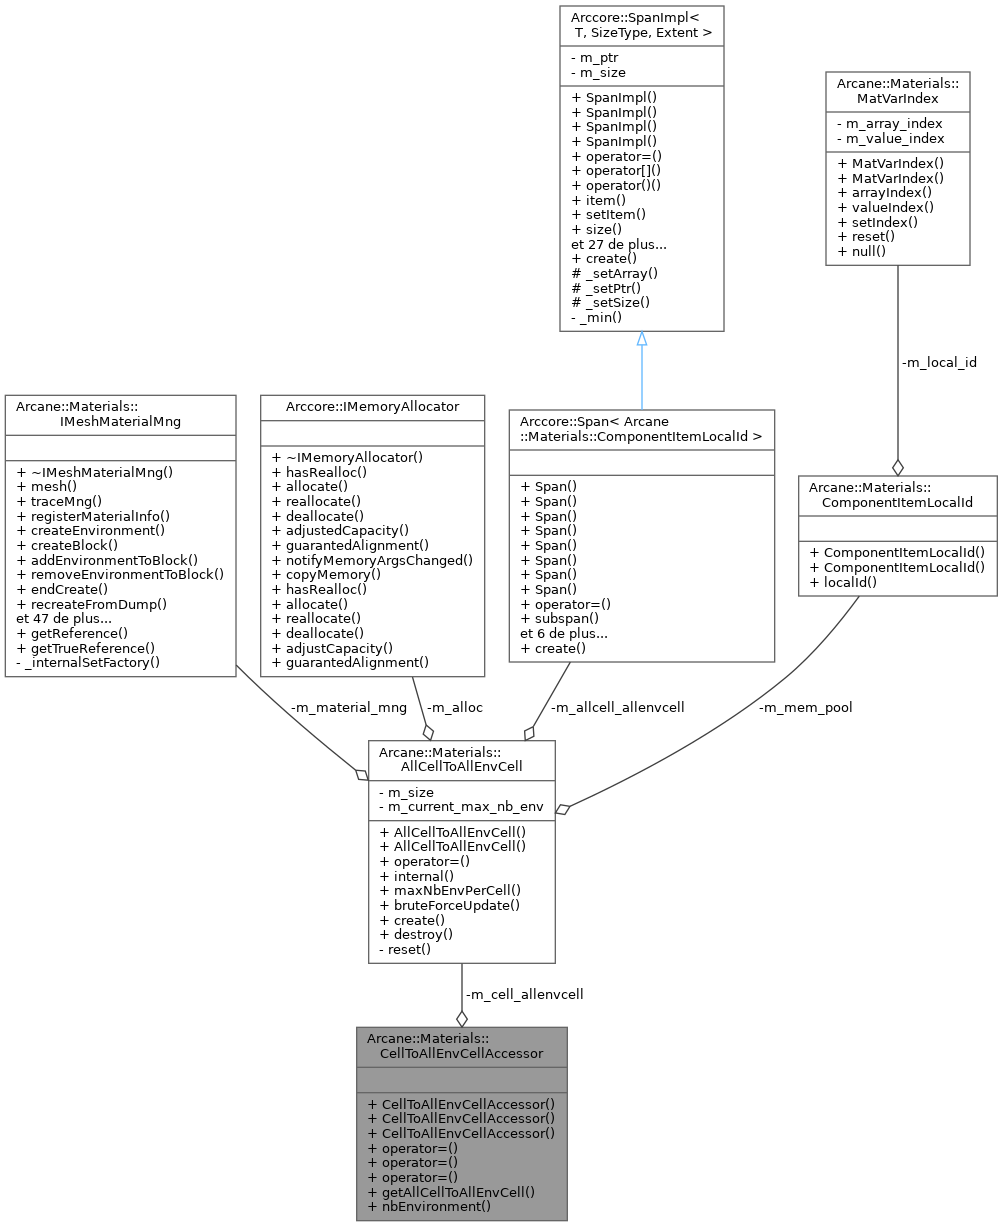 Arccore::SpanImpl<
T, SizeType, Extent >
- m_ptr
- m_size
+ SpanImpl()
+ SpanImpl()
+ SpanImpl()
+ SpanImpl()
+ operator=()
+ operator[]()
+ operator()()
+ item()
+ setItem()
+ size()
et 27 de plus...
+ create()
# _setArray()
# _setPtr()
# _setSize()
- _min()
Arcane::Materials::
MatVarIndex
- m_array_index
- m_value_index
+ MatVarIndex()
+ MatVarIndex()
+ arrayIndex()
+ valueIndex()
+ setIndex()
+ reset()
+ null()
-m_local_id
Arcane::Materials::
IMeshMaterialMng
+ ~IMeshMaterialMng()
+ mesh()
+ traceMng()
+ registerMaterialInfo()
+ createEnvironment()
+ createBlock()
+ addEnvironmentToBlock()
+ removeEnvironmentToBlock()
+ endCreate()
+ recreateFromDump()
et 47 de plus...
+ getReference()
+ getTrueReference()
- _internalSetFactory()
Arccore::IMemoryAllocator
+ ~IMemoryAllocator()
+ hasRealloc()
+ allocate()
+ reallocate()
+ deallocate()
+ adjustedCapacity()
+ guarantedAlignment()
+ notifyMemoryArgsChanged()
+ copyMemory()
+ hasRealloc()
+ allocate()
+ reallocate()
+ deallocate()
+ adjustCapacity()
+ guarantedAlignment()
Arccore::Span< Arcane
::Materials::ComponentItemLocalId >
+ Span()
+ Span()
+ Span()
+ Span()
+ Span()
+ Span()
+ Span()
+ Span()
+ operator=()
+ subspan()
et 6 de plus...
+ create()
Arcane::Materials::
ComponentItemLocalId
+ ComponentItemLocalId()
+ ComponentItemLocalId()
+ localId()
-m_material_mng
-m_alloc
-m_allcell_allenvcell
-m_mem_pool
Arcane::Materials::
AllCellToAllEnvCell
- m_size
- m_current_max_nb_env
+ AllCellToAllEnvCell()
+ AllCellToAllEnvCell()
+ operator=()
+ internal()
+ maxNbEnvPerCell()
+ bruteForceUpdate()
+ create()
+ destroy()
- reset()
-m_cell_allenvcell
Arcane::Materials::
CellToAllEnvCellAccessor
+ CellToAllEnvCellAccessor()
+ CellToAllEnvCellAccessor()
+ CellToAllEnvCellAccessor()
+ operator=()
+ operator=()
+ operator=()
+ getAllCellToAllEnvCell()
+ nbEnvironment()